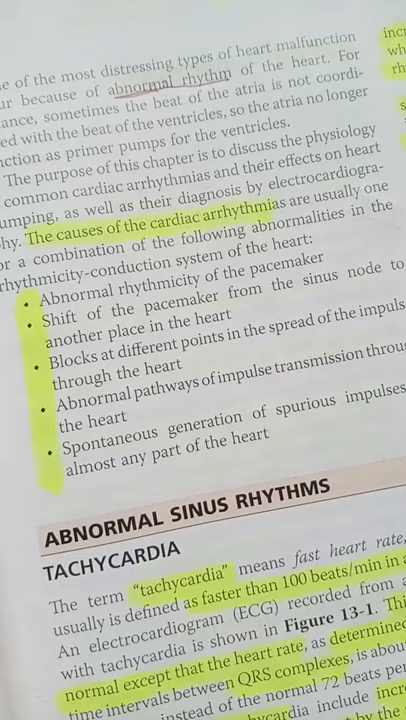 e of the most distressing types of heart malfunction
ur because of abnormal rhythm of the heart. For
ance, sometimes the beat of the atria is not coordi-
ed with the beat of the ventricles, so the atria no longer
nction as primer pumps for the ventricles.
The purpose of this chapter is to discuss the physiology
common cardiac arrhythmias and their effects on heart
umping, as well as their diagnosis by electrocardiogra-
hy. The causes of the cardiac arrhythmias are usually one
or a combination of the following abnormalities in the
rhythmicity-conduction system of the heart:
• Abnormal rhythmicity of the pacemaker
• Shift of the pacemaker from the sinus node to
another place in the heart
• Blocks at different points in the spread of the impuls
through the heart
• Abnormal pathways of impulse transmission throu
the heart
• Spontaneous generation of spurious impulses
almost any part of the heart
ABNORMAL SINUS RHYTHMS
TACHYCARDIA
The term “tachycardia” means fast heart rate,
usually is defined as faster than 100 beats/min in a
An electrocardiogram (ECG) recorded from a
with tachycardia is shown in Figure 13-1. Thi
normal except that the heart rate, as determined
time intervals between QRS complexes, is abou
instead of the normal 72 beats per
hycardia include incre
by the
incr
wh
rh